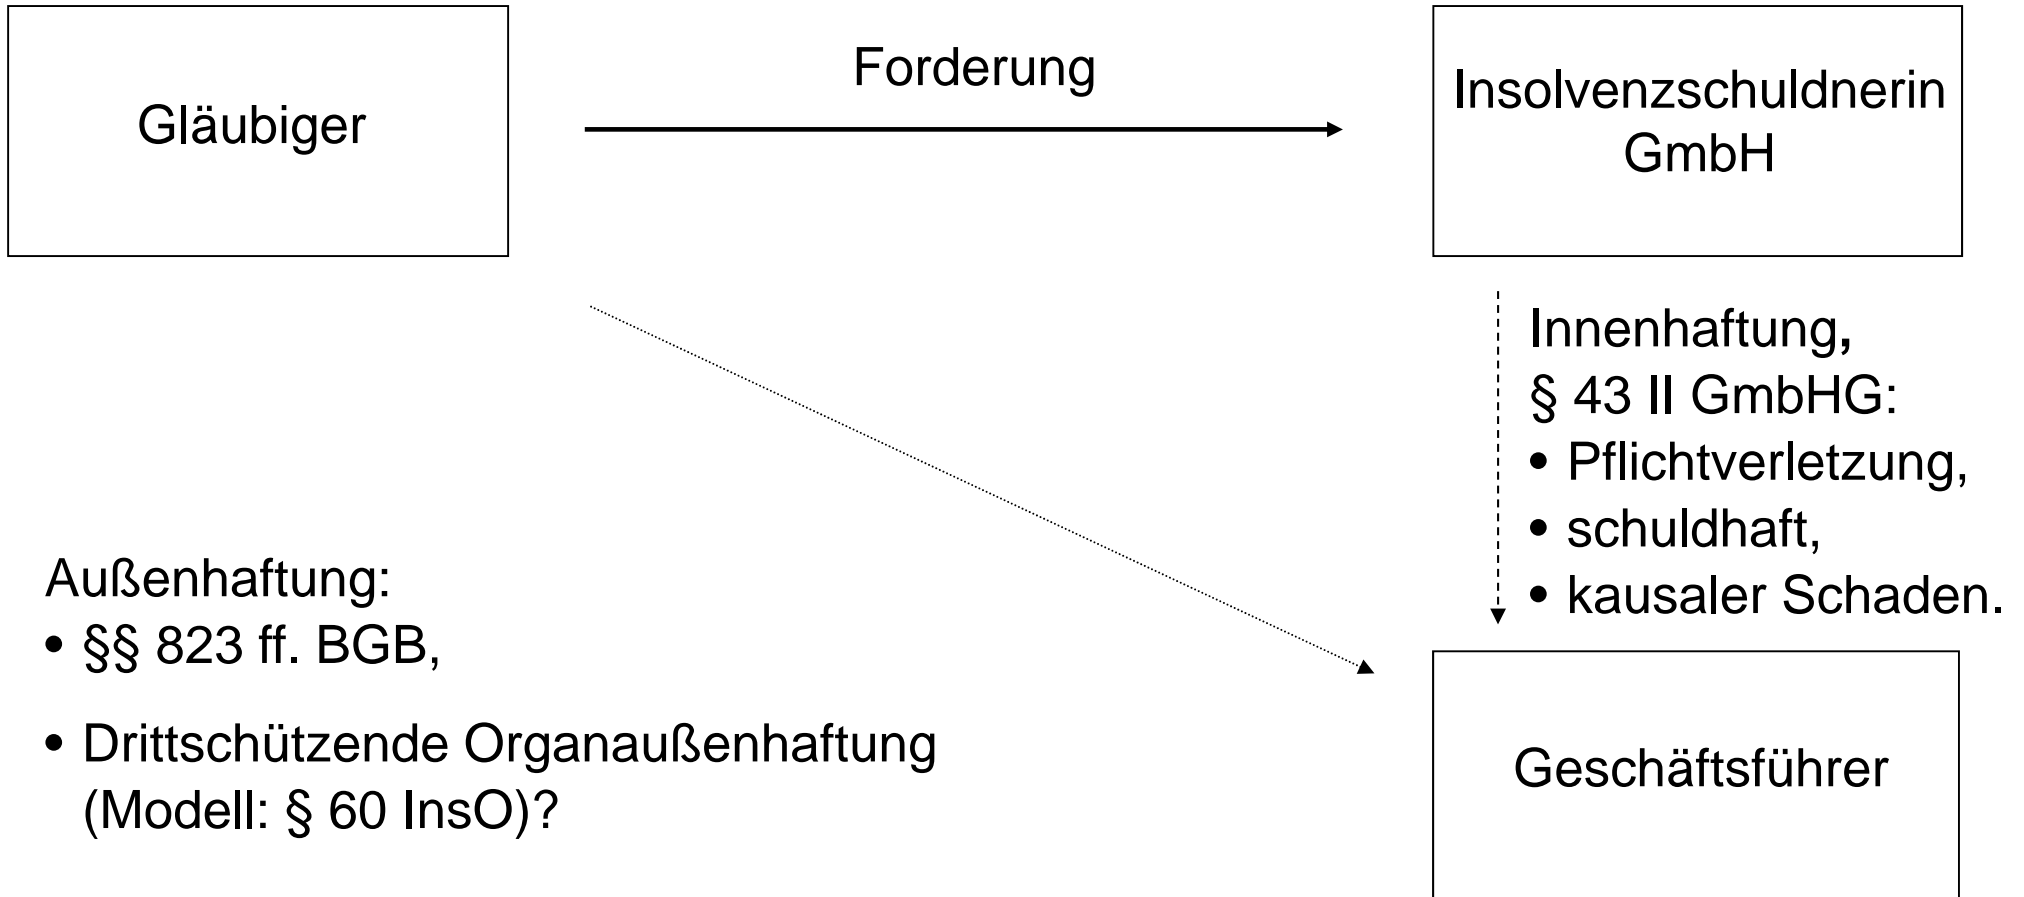 Gläubiger
Forderung
Insolvenzschuldnerin
GmbH
Innenhaftung,
§ 43 II GmbHG:
• Pflichtverletzung,
• schuldhaft,
• kausaler Schaden.
Außenhaftung:
• §§ 823 ff. BGB,
• Drittschützende Organaußenhaftung
(Modell: § 60 InsO)?
Geschäftsführer